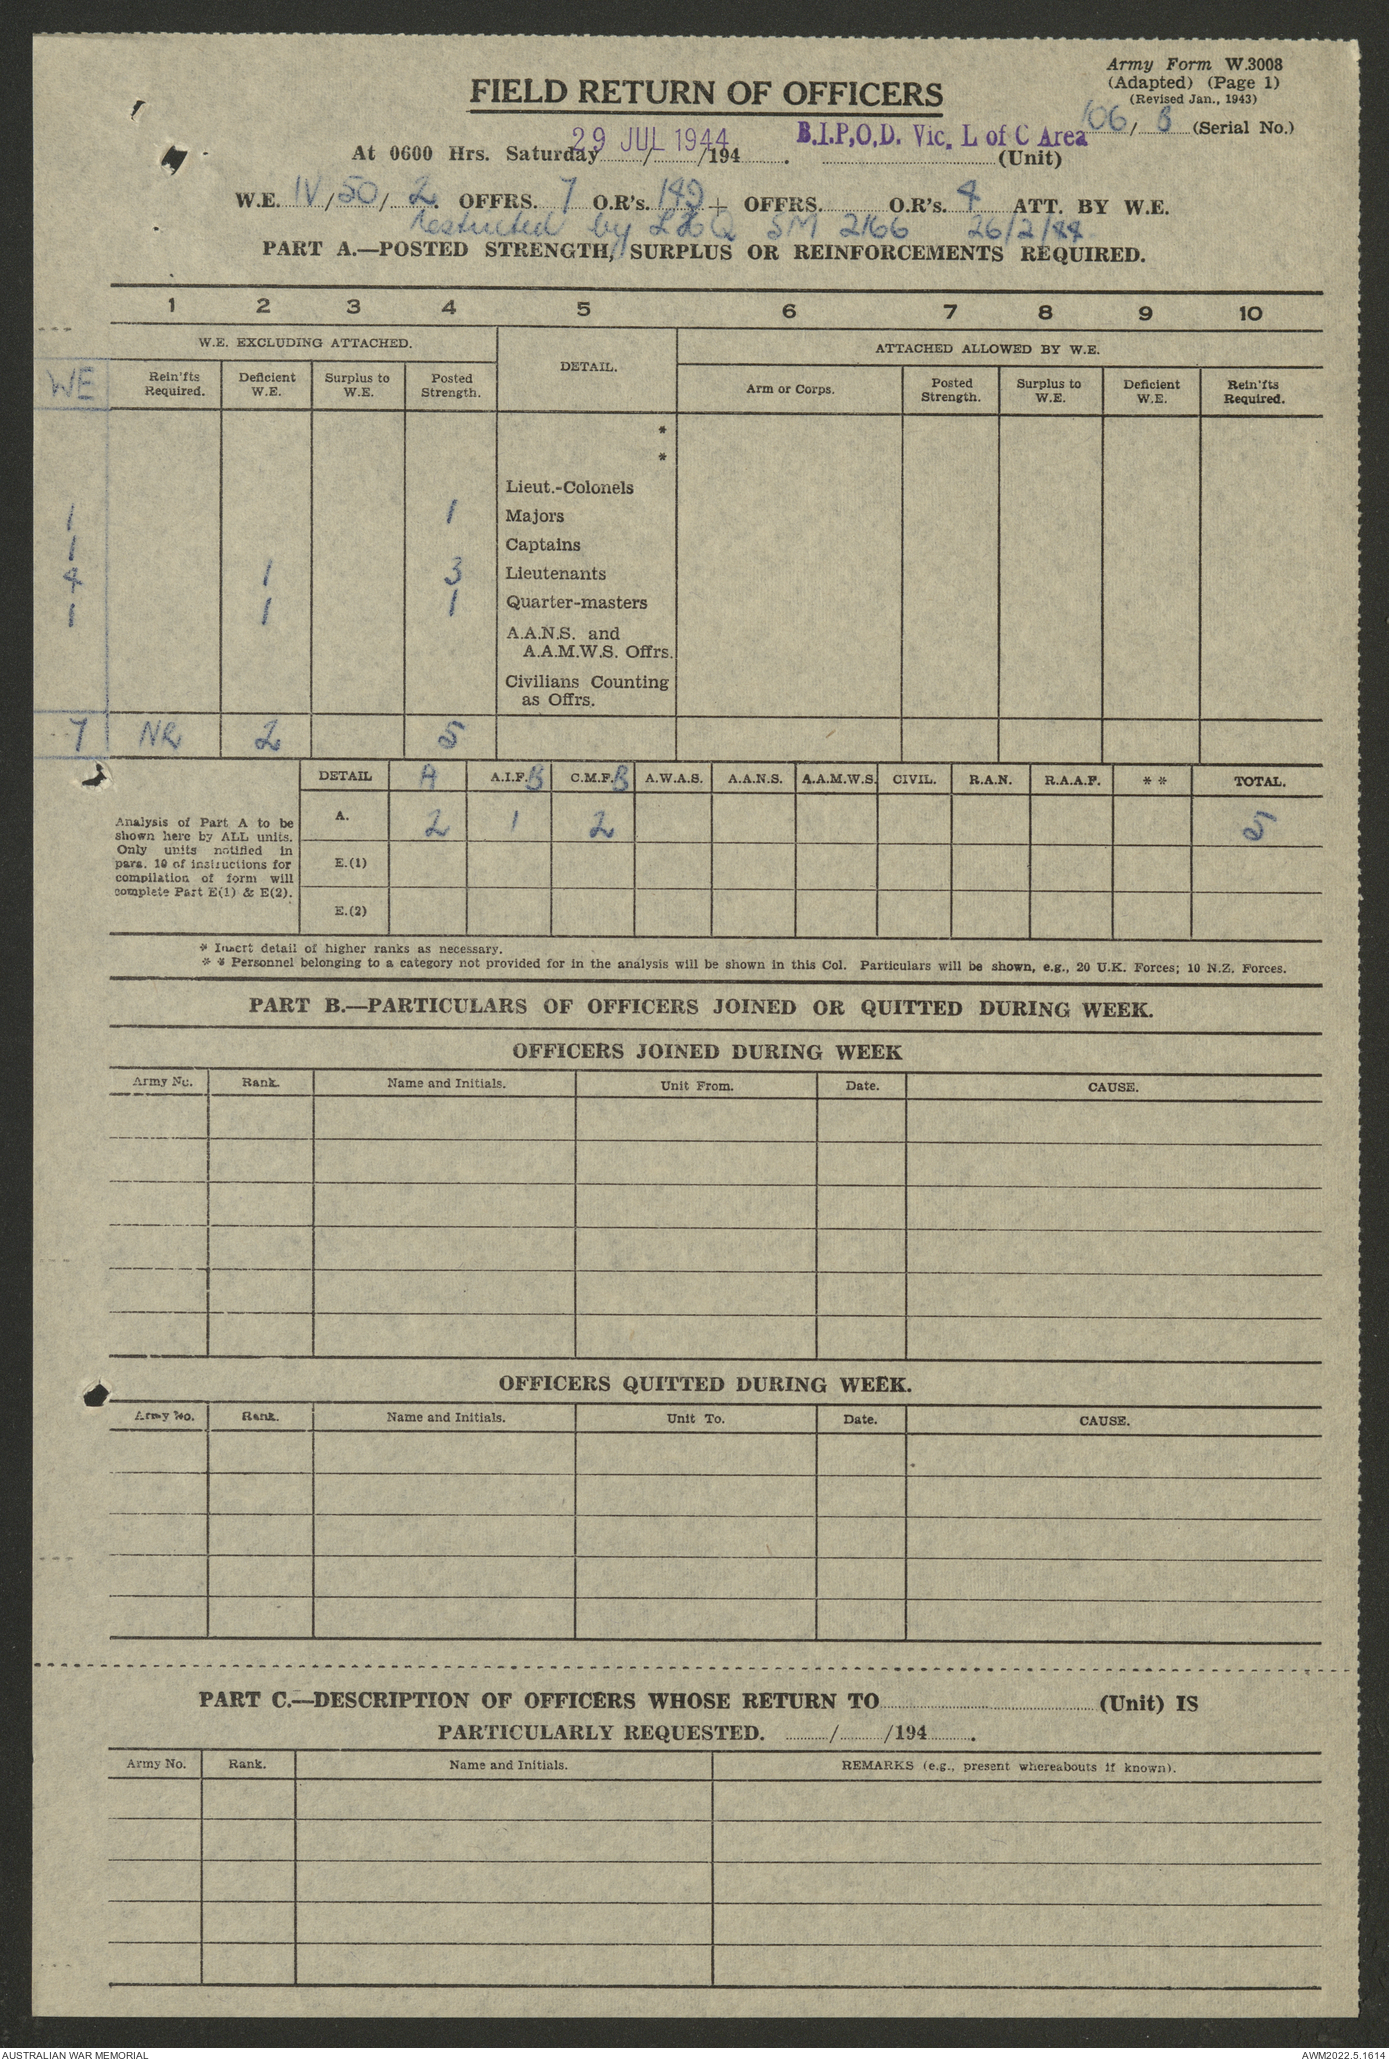 Army Form W.3008
(Adapted) (Page 1)
(Revised Jan., 1943)
FIELD RETURN OF OFFICERS
106 / B (Serial No.)
At 0600 Hrs. Saturday 29 JUL 1944 / /194 . B.I.P,O,D. Vic. L of C Area (Unit)
W.E. IV / 50 / 2. OFFRS. 7 O.R's. 149 + OFFRS. O.R's. 4 ATT. BY W.E.
Restricted by LHQ SM 2166 26/2/44
PART A.—POSTED STRENGTH, SURPLUS OR REINFORCEMENTS REQUIRED.
1 2 3 4 5 6 7 8 9 10
W.E. EXCLUDING ATTACHED. DETAIL. ATTACHED ALLOWED BY W.E.
WE Rein'fts Required. Deficient W.E. Surplus to W.E. Posted Strength. Arm or Corps. Posted Strength. Surplus to W.E. Deficient W.E. Rein'fts Required.
*
*
Lieut.-Colonels
1 1 Majors
1 Captains
4 1 3 Lieutenants
1 1 1 Quarter-masters
A.A.N.S. and
A.A.M.W.S. Offrs.
Civilians Counting
as Offrs.
7 NR 2 5
DETAIL A A.I.F. B C.M.F. B A.W.A.S. A.A.N.S. A.A.M.W.S. CIVIL. R.A.N. R.A.A.F. ** TOTAL.
A. 2 1 2 5
E.(1)
E.(2)
Analysis of Part A to be
shown here by ALL units.
Only units notified in
para. 10 of instructions for
compilation of form will
complete Part E(1) & E(2).
* Insert detail of higher ranks as necessary.
* * Personnel belonging to a category not provided for in the analysis will be shown in this Col. Particulars will be shown, e.g., 20 U.K. Forces; 10 N.Z. Forces.
PART B.—PARTICULARS OF OFFICERS JOINED OR QUITTED DURING WEEK.
OFFICERS JOINED DURING WEEK
Army No. Rank. Name and Initials. Unit From. Date. CAUSE.
OFFICERS QUITTED DURING WEEK.
Army No. Rank. Name and Initials. Unit To. Date. CAUSE.
PART C.—DESCRIPTION OF OFFICERS WHOSE RETURN TO (Unit) IS
PARTICULARLY REQUESTED. / /194 .
Army No. Rank. Name and Initials. REMARKS (e.g., present whereabouts if known).
AUSTRALIAN WAR MEMORIAL AWM2022.5.1614